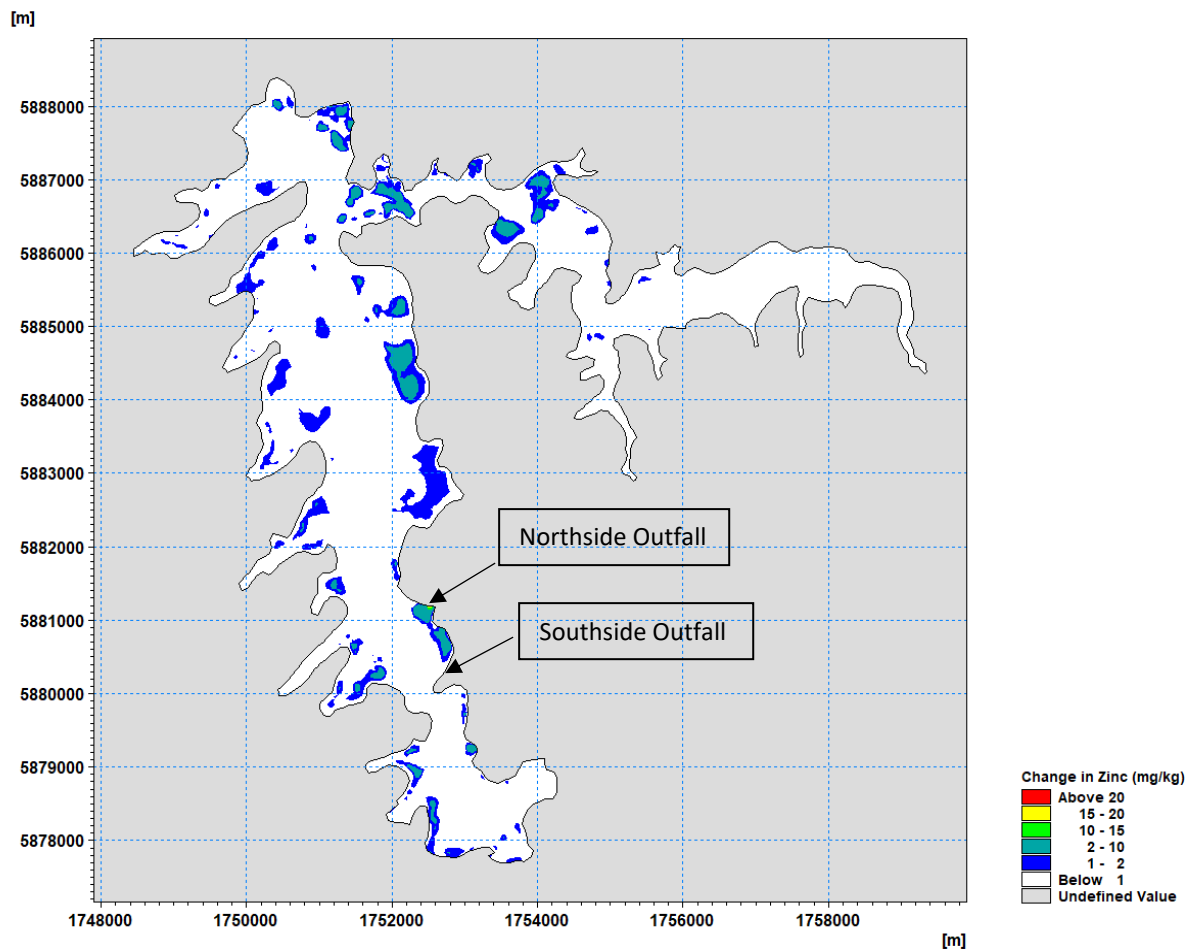 [m]
5888000
5887000
5886000
5885000
5884000
5883000
5882000
5881000
5880000
5879000
5878000
Northside Outfall
Southside Outfall
1748000 1750000 1752000 1754000 1756000 1758000
[m]
Change in Zinc (mg/kg)
Above 20
15 - 20
10 - 15
2 - 10
1 - 2
Below 1
Undefined Value